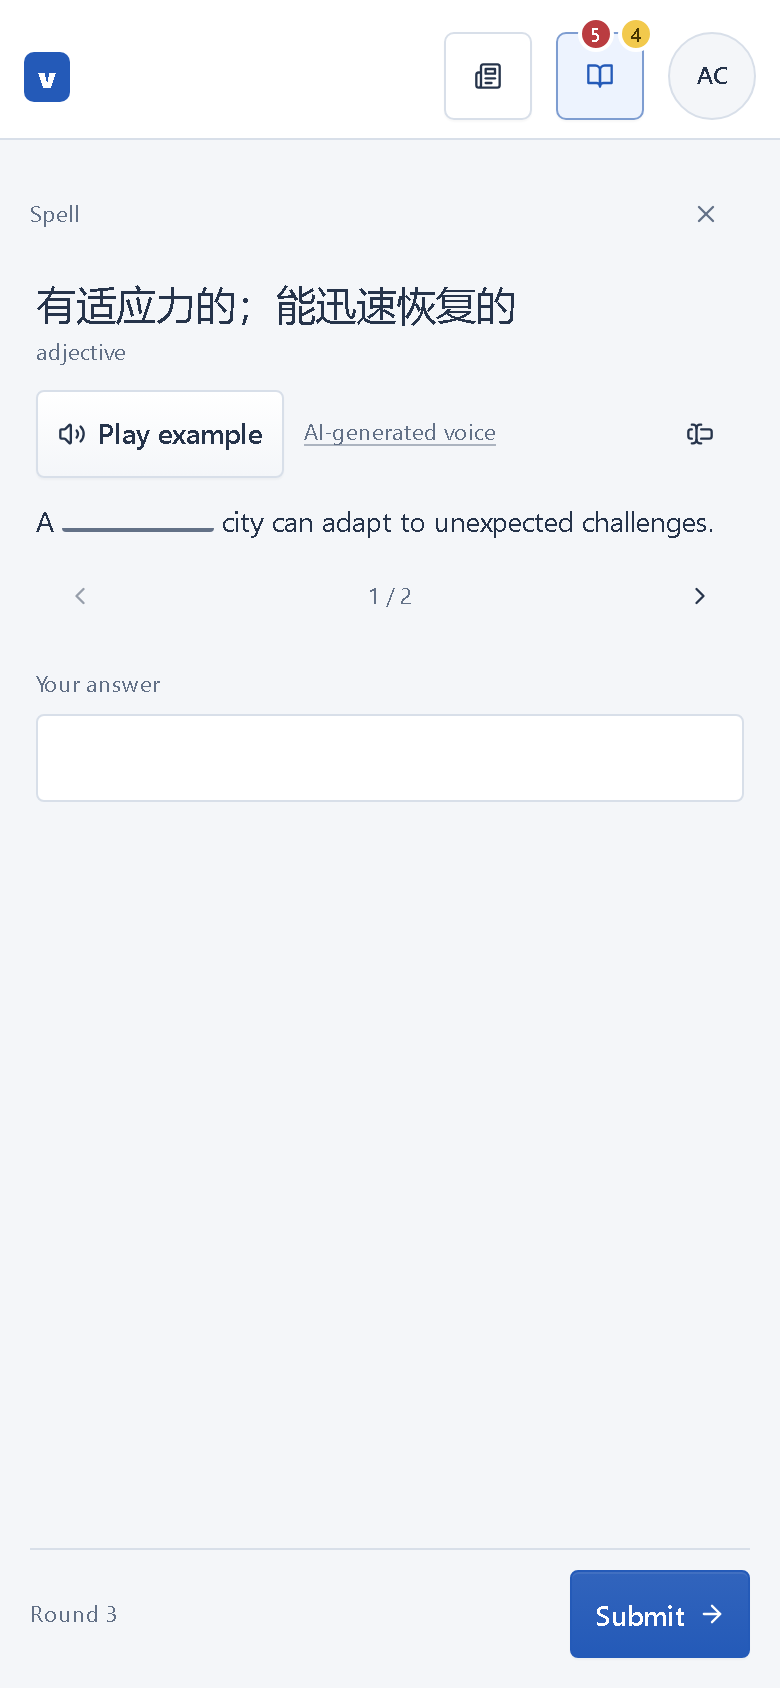 v
5
4
AC
Spell
有适应力的；能迅速恢复的
adjective
Play example
AI-generated voice
A ________ city can adapt to unexpected challenges.
1 / 2
Your answer
Round 3
Submit